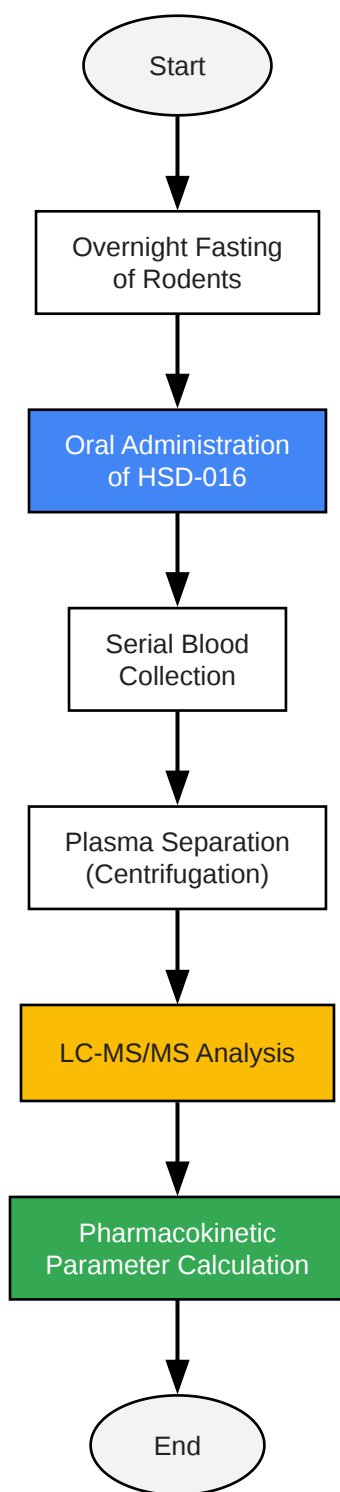 Start
Overnight Fasting
of Rodents
Oral Administration
of HSD-016
Serial Blood
Collection
Plasma Separation
(Centrifugation)
LC-MS/MS Analysis
Pharmacokinetic
Parameter Calculation
End